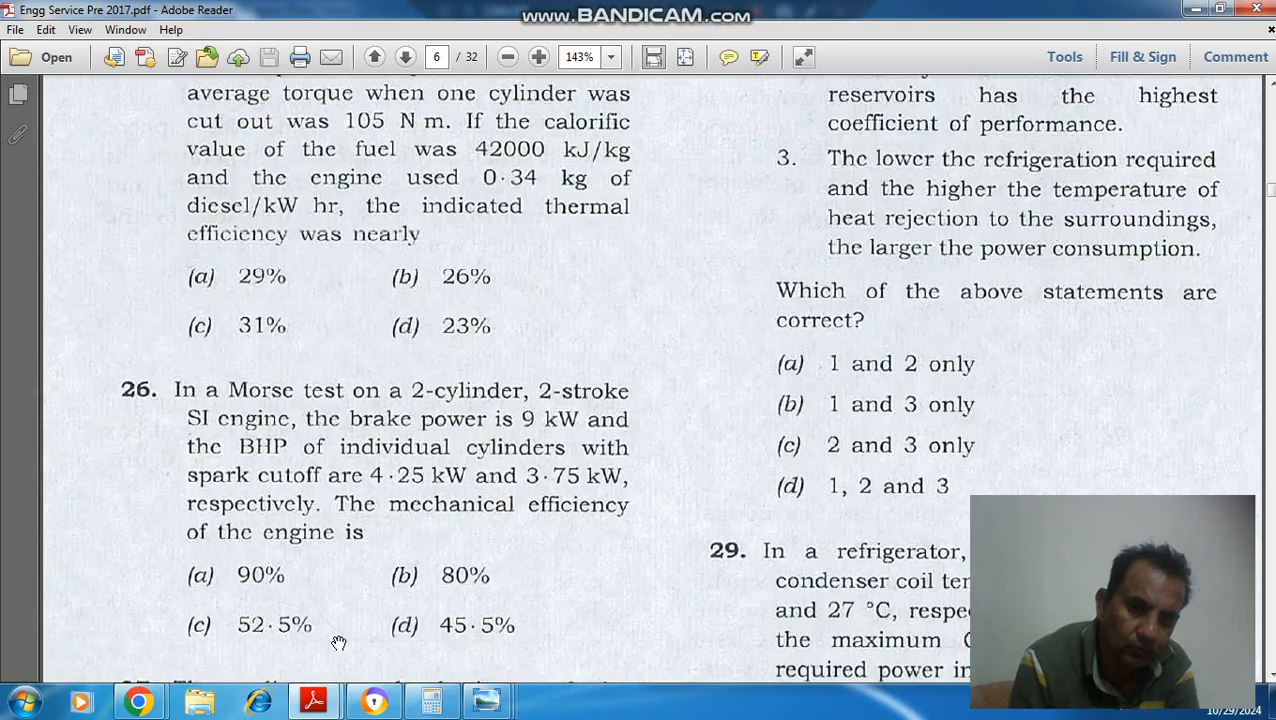 Engg Service Pre 2017.pdf - Adobe Reader
www.BANDICAM.com
File Edit View Window Help
Open
6 / 32
143%
Tools
Fill & Sign
Comment
average torque when one cylinder was
cut out was 105 N m. If the calorific
value of the fuel was 42000 kJ/kg
and the engine used 0·34 kg of
diesel/kW hr, the indicated thermal
efficiency was nearly
(a) 29% (b) 26%
(c) 31% (d) 23%
26. In a Morse test on a 2-cylinder, 2-stroke
SI engine, the brake power is 9 kW and
the BHP of individual cylinders with
spark cutoff are 4·25 kW and 3·75 kW,
respectively. The mechanical efficiency
of the engine is
(a) 90% (b) 80%
(c) 52·5% (d) 45·5%
reservoirs has the highest
coefficient of performance.
3. The lower the refrigeration required
and the higher the temperature of
heat rejection to the surroundings,
the larger the power consumption.
Which of the above statements are
correct?
(a) 1 and 2 only
(b) 1 and 3 only
(c) 2 and 3 only
(d) 1, 2 and 3
29. In a refrigerator,
condenser coil
and 27 °C,
the maximum
required power
10/29/2024